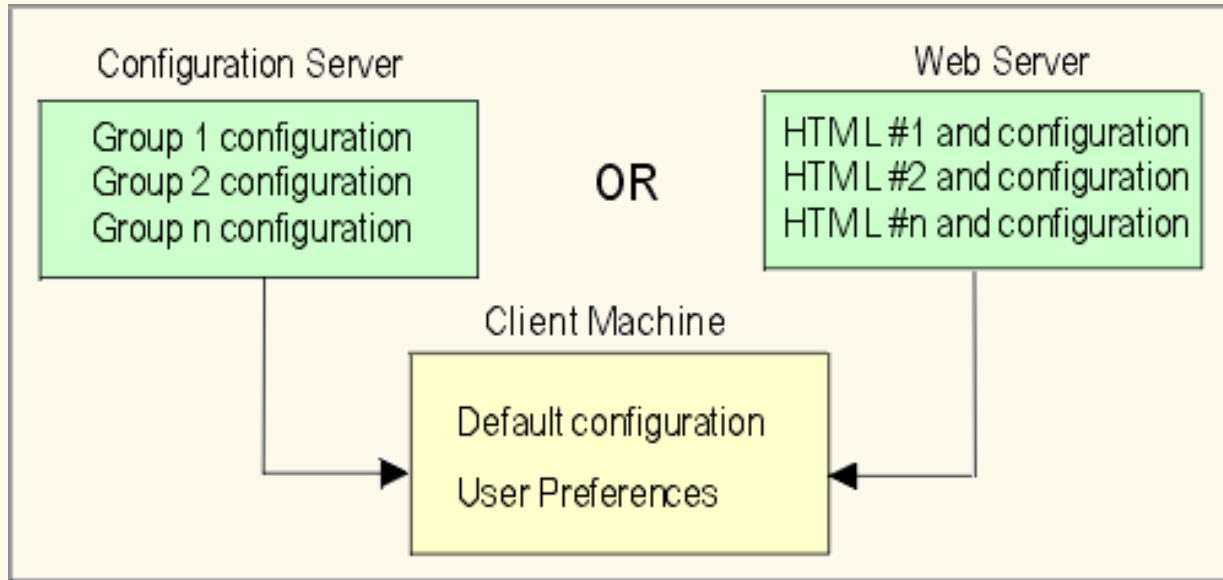 Configuration Server
Group 1 configuration
Group 2 configuration
Group n configuration
OR
Web Server
HTML #1 and configuration
HTML #2 and configuration
HTML #n and configuration
Client Machine
Default configuration
User Preferences